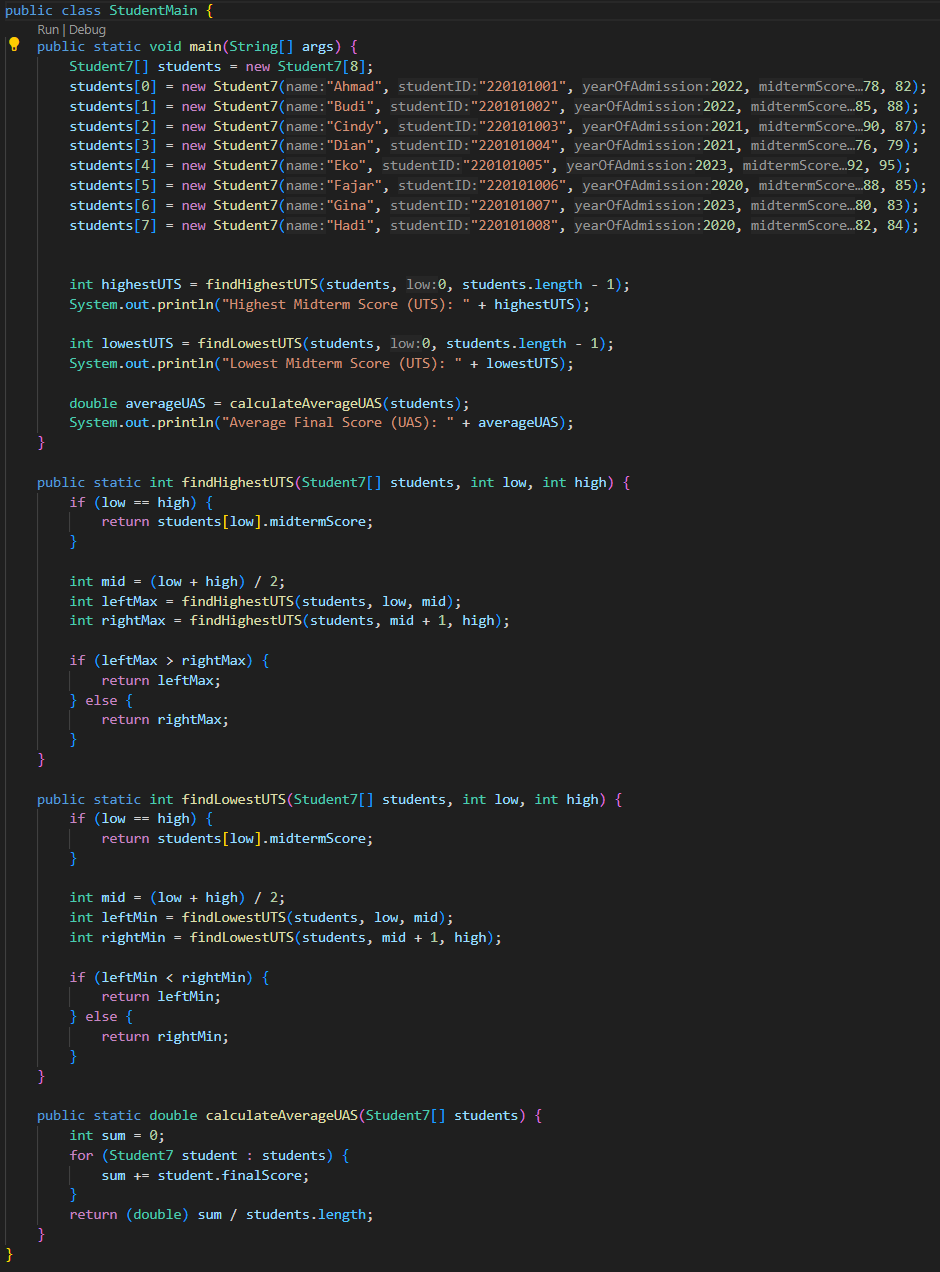 public class StudentMain {
Run | Debug
public static void main(String[] args) {
Student7[] students = new Student7[8];
students[0] = new Student7(name:"Ahmad", studentID:"220101001", yearOfAdmission:2022, midtermScore…78, 82);
students[1] = new Student7(name:"Budi", studentID:"220101002", yearOfAdmission:2022, midtermScore…85, 88);
students[2] = new Student7(name:"Cindy", studentID:"220101003", yearOfAdmission:2021, midtermScore…90, 87);
students[3] = new Student7(name:"Dian", studentID:"220101004", yearOfAdmission:2021, midtermScore…76, 79);
students[4] = new Student7(name:"Eko", studentID:"220101005", yearOfAdmission:2023, midtermScore…92, 95);
students[5] = new Student7(name:"Fajar", studentID:"220101006", yearOfAdmission:2020, midtermScore…88, 85);
students[6] = new Student7(name:"Gina", studentID:"220101007", yearOfAdmission:2023, midtermScore…80, 83);
students[7] = new Student7(name:"Hadi", studentID:"220101008", yearOfAdmission:2020, midtermScore…82, 84);
int highestUTS = findHighestUTS(students, low:0, students.length - 1);
System.out.println("Highest Midterm Score (UTS): " + highestUTS);
int lowestUTS = findLowestUTS(students, low:0, students.length - 1);
System.out.println("Lowest Midterm Score (UTS): " + lowestUTS);
double averageUAS = calculateAverageUAS(students);
System.out.println("Average Final Score (UAS): " + averageUAS);
}
public static int findHighestUTS(Student7[] students, int low, int high) {
if (low == high) {
return students[low].midtermScore;
}
int mid = (low + high) / 2;
int leftMax = findHighestUTS(students, low, mid);
int rightMax = findHighestUTS(students, mid + 1, high);
if (leftMax > rightMax) {
return leftMax;
} else {
return rightMax;
}
}
public static int findLowestUTS(Student7[] students, int low, int high) {
if (low == high) {
return students[low].midtermScore;
}
int mid = (low + high) / 2;
int leftMin = findLowestUTS(students, low, mid);
int rightMin = findLowestUTS(students, mid + 1, high);
if (leftMin < rightMin) {
return leftMin;
} else {
return rightMin;
}
}
public static double calculateAverageUAS(Student7[] students) {
int sum = 0;
for (Student7 student : students) {
sum += student.finalScore;
}
return (double) sum / students.length;
}
}